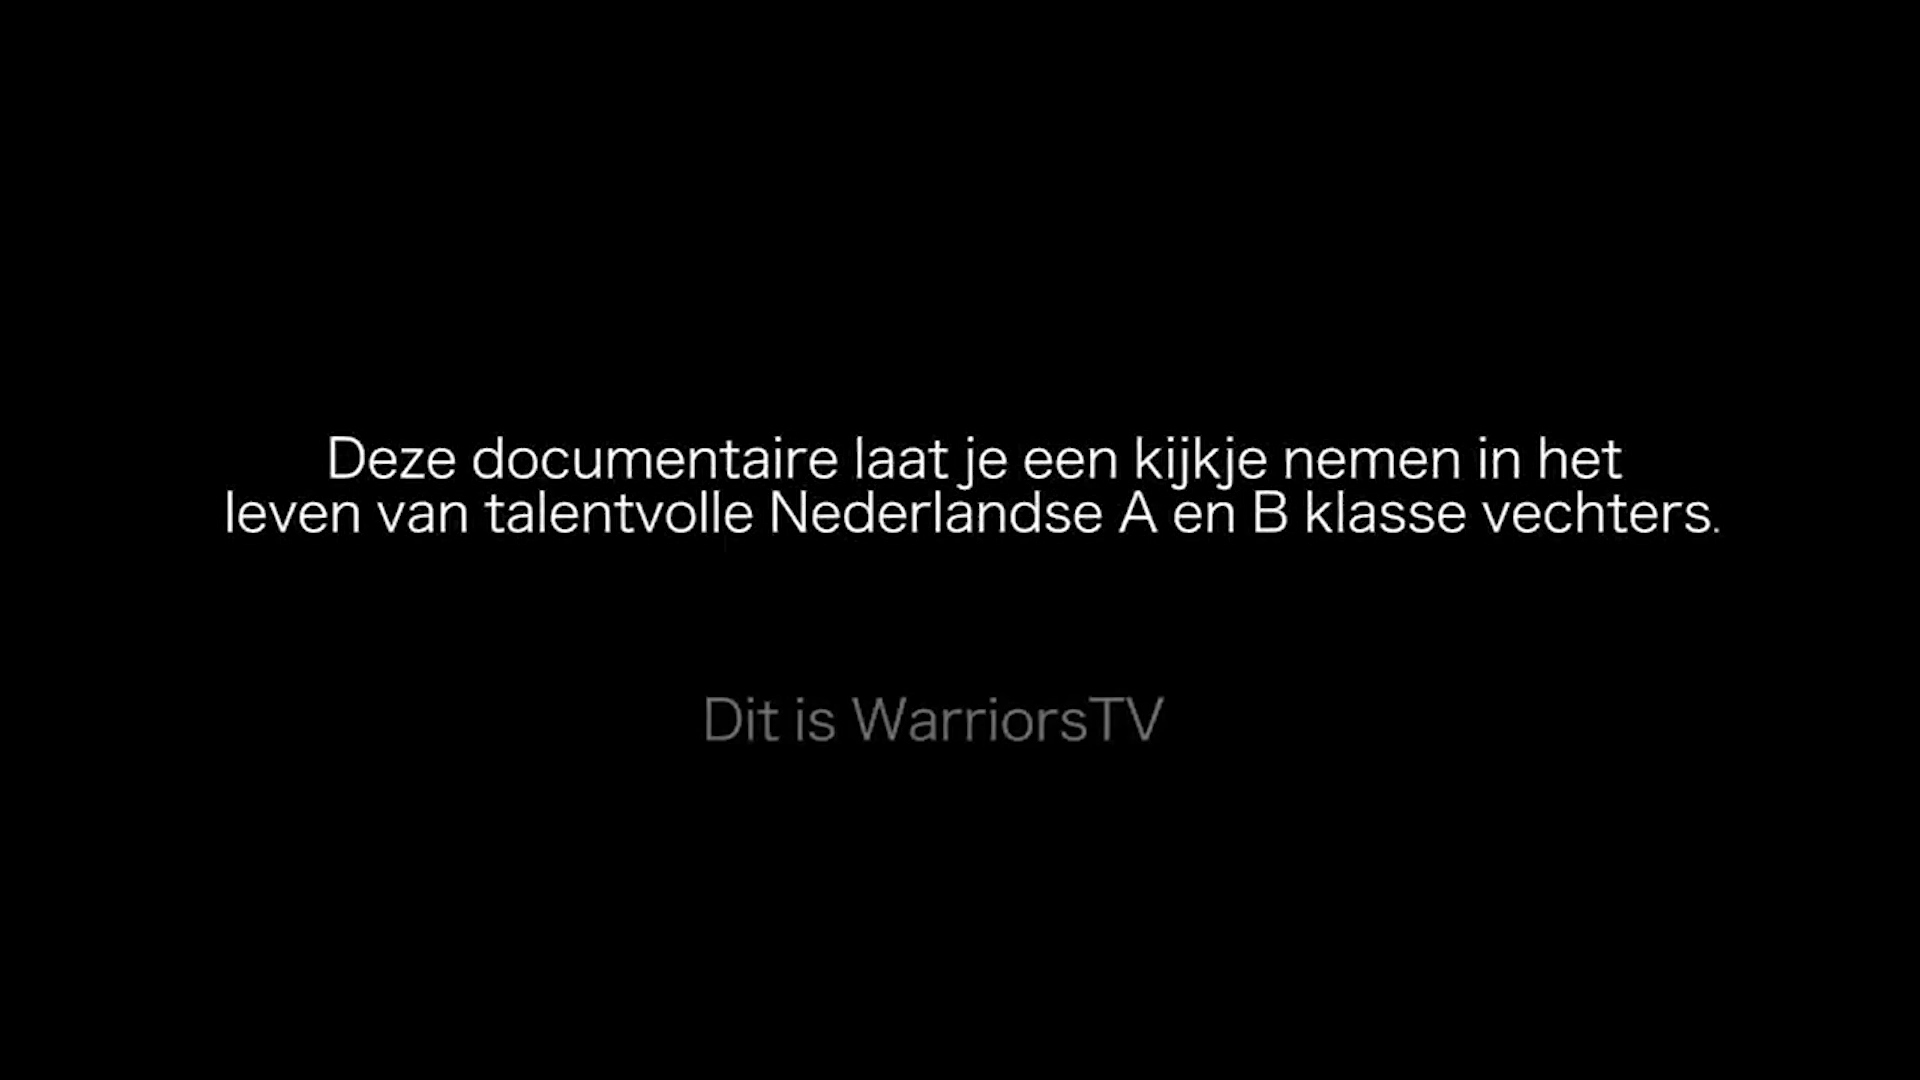 Deze documentaire laat je een kijkje nemen in het
leven van talentvolle Nederlandse A en B klasse vechters.
Dit is WarriorsTV